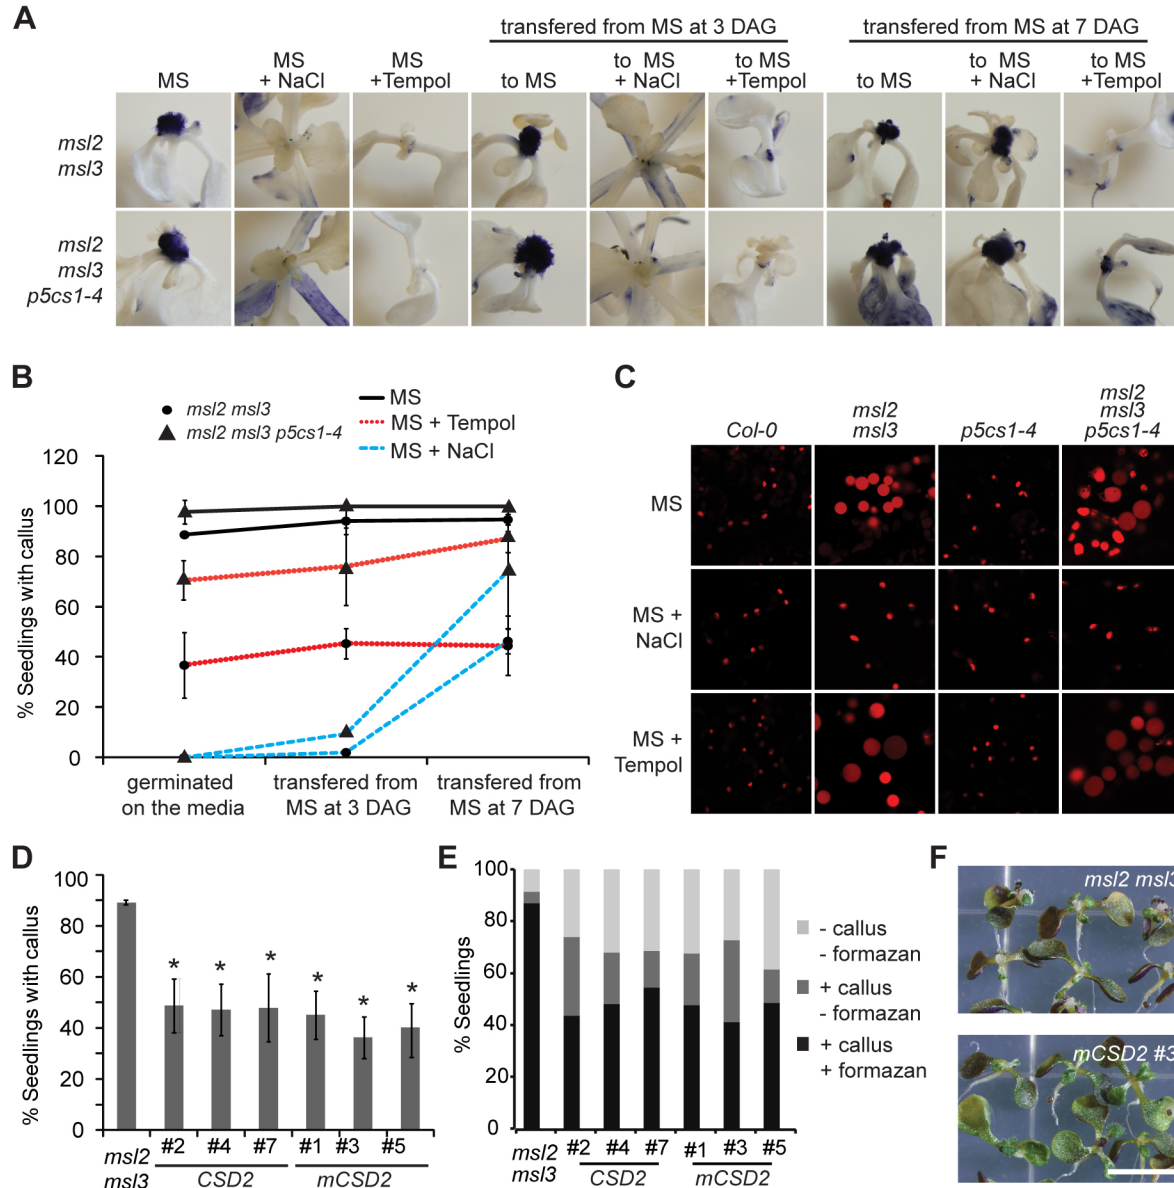 A
transfered from MS at 3 DAG
transfered from MS at 7 DAG
MS
MS + NaCl
MS +Tempol
to MS
to MS + NaCl
to MS +Tempol
to MS
to MS + NaCl
to MS +Tempol
msl2
msl3
msl2
msl3
p5cs1-4
B
msl2 msl3
msl2 msl3 p5cs1-4
MS
MS + Tempol
MS + NaCl
% Seedlings with callus
120
100
80
60
40
20
0
germinated
on the media
transfered from
MS at 3 DAG
transfered from
MS at 7 DAG
C
Col-0
msl2
msl3
p5cs1-4
msl2
msl3
p5cs1-4
MS
MS +
NaCl
MS +
Tempol
D
% Seedlings with callus
100
80
60
40
20
0
* * * * * *
msl2
msl3
#2 #4 #7 #1 #3 #5
CSD2 mCSD2
E
% Seedlings
100
80
60
40
20
0
msl2
msl3
#2 #4 #7 #1 #3 #5
CSD2 mCSD2
- callus
- formazan
+ callus
- formazan
+ callus
+ formazan
F
msl2 msl3
mCSD2 #3